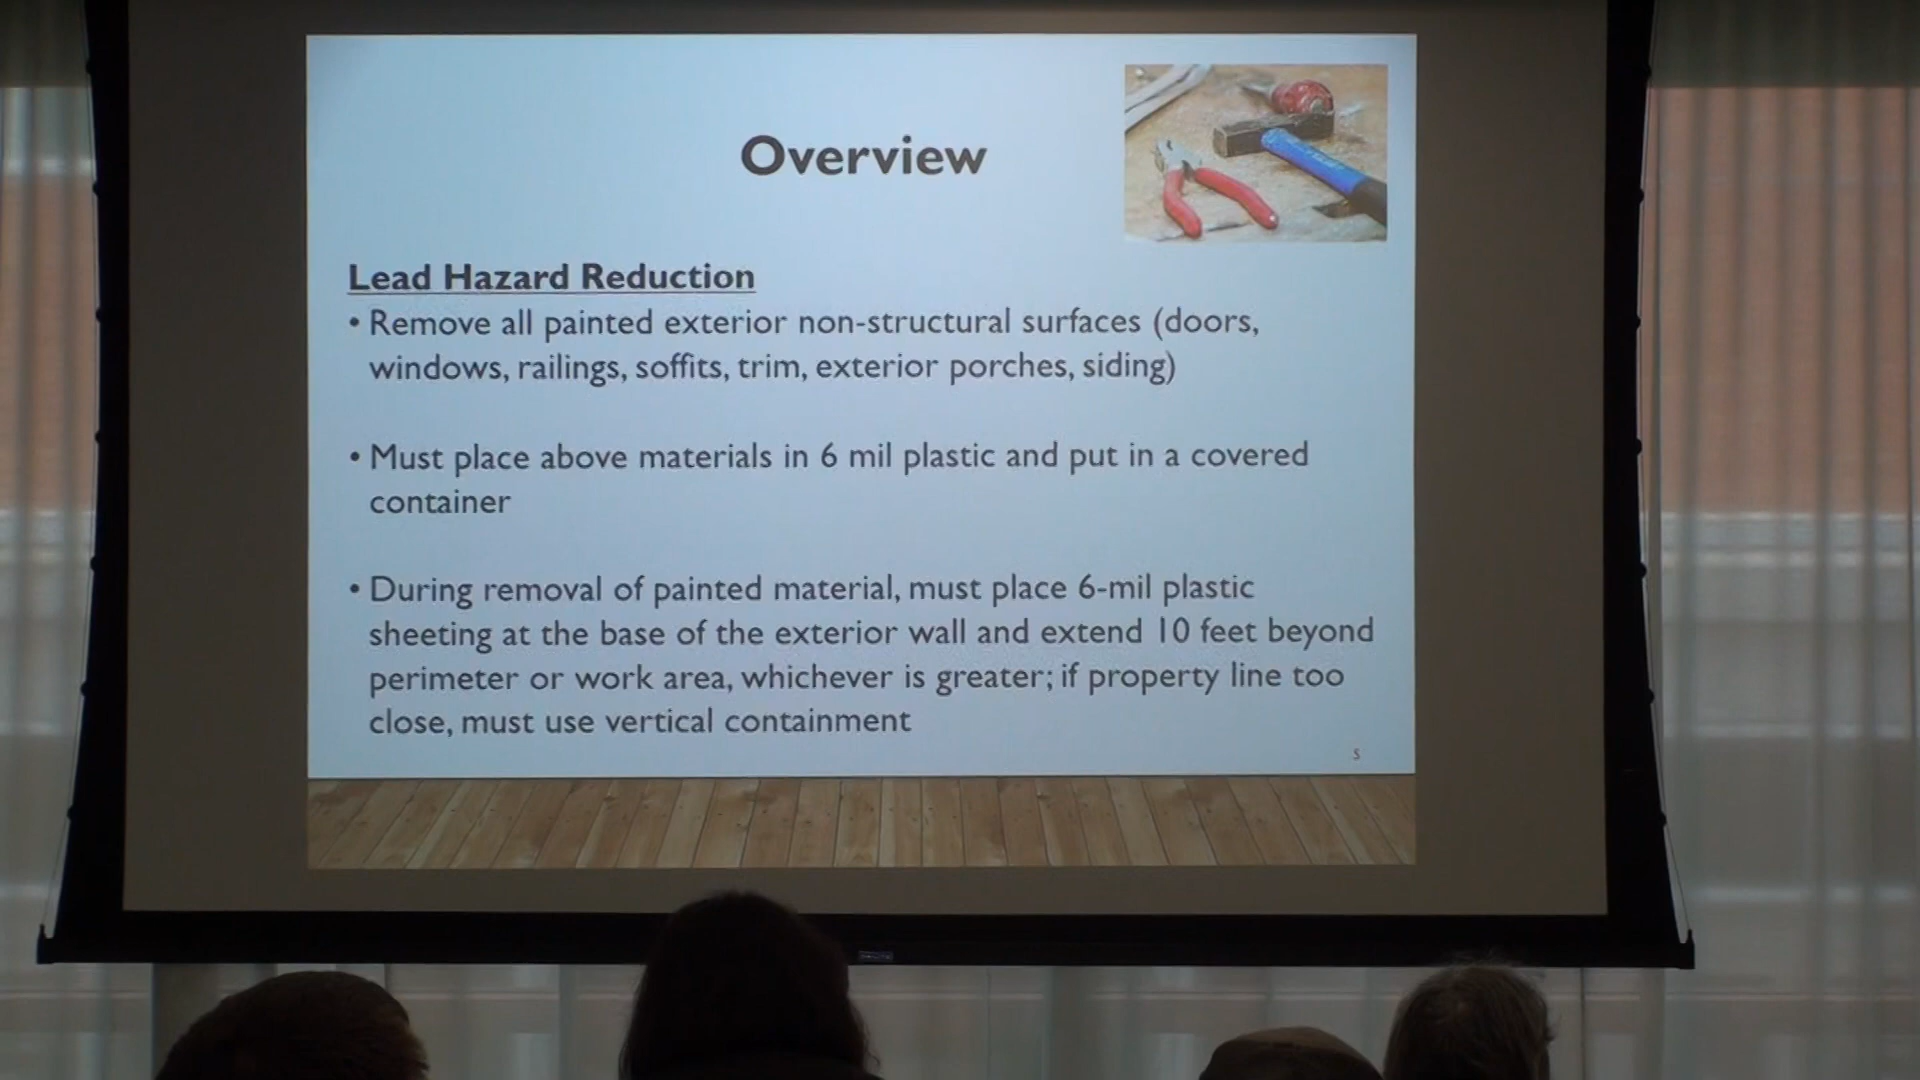 Overview
Lead Hazard Reduction
• Remove all painted exterior non-structural surfaces (doors,
windows, railings, soffits, trim, exterior porches, siding)
• Must place above materials in 6 mil plastic and put in a covered
container
• During removal of painted material, must place 6-mil plastic
sheeting at the base of the exterior wall and extend 10 feet beyond
perimeter or work area, whichever is greater; if property line too
close, must use vertical containment
5